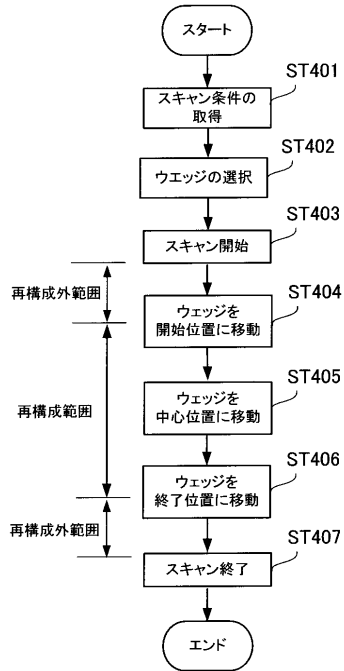 スタート
ST401
スキャン条件の
取得
ST402
ウエッジの選択
ST403
スキャン開始
再構成外範囲
ST404
ウェッジを
開始位置に移動
再構成範囲
ST405
ウェッジを
中心位置に移動
ST406
ウェッジを
終了位置に移動
再構成外範囲
ST407
スキャン終了
エンド